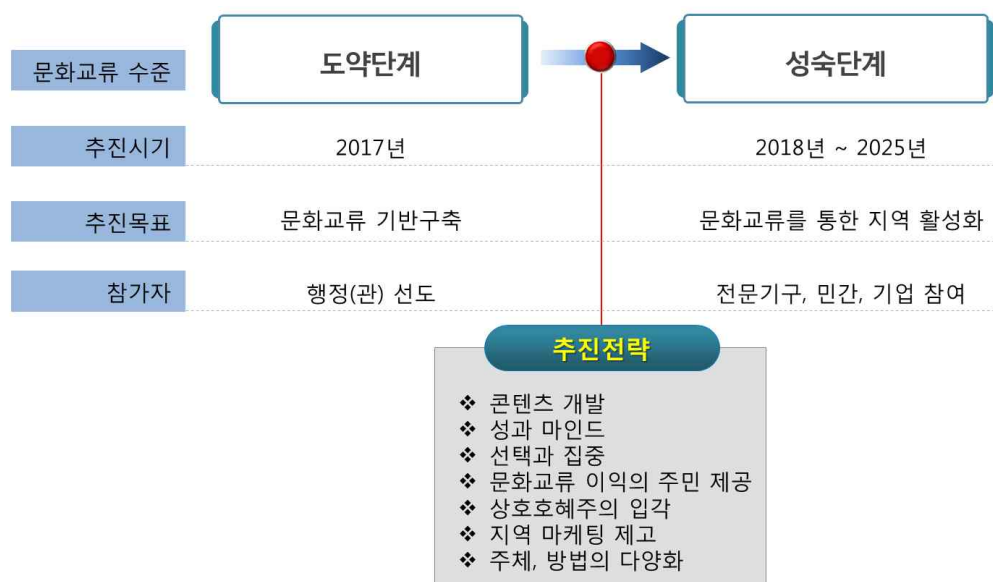 문화교류 수준
도약단계
성숙단계
추진시기
2017년
2018년 ~ 2025년
추진목표
문화교류 기반구축
문화교류를 통한 지역 활성화
참가자
행정(관) 선도
전문기구, 민간, 기업 참여
추진전략
❖ 콘텐츠 개발
❖ 성과 마인드
❖ 선택과 집중
❖ 문화교류 이익의 주민 제공
❖ 상호호혜주의 입각
❖ 지역 마케팅 제고
❖ 주체, 방법의 다양화